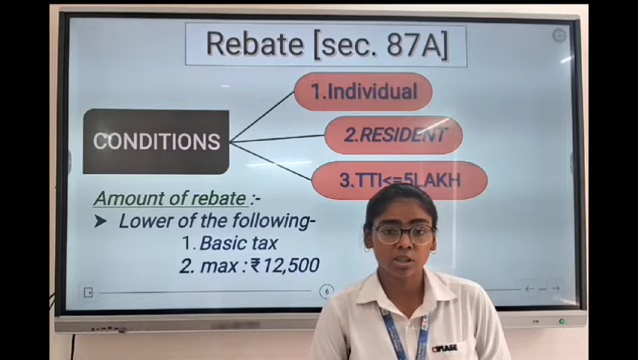 Rebate [sec. 87A]
1.Individual
CONDITIONS
2.RESIDENT
3.TTI<=5LAKH
Amount of rebate :-
➤ Lower of the following-
1. Basic tax
2. max : ₹12,500
6